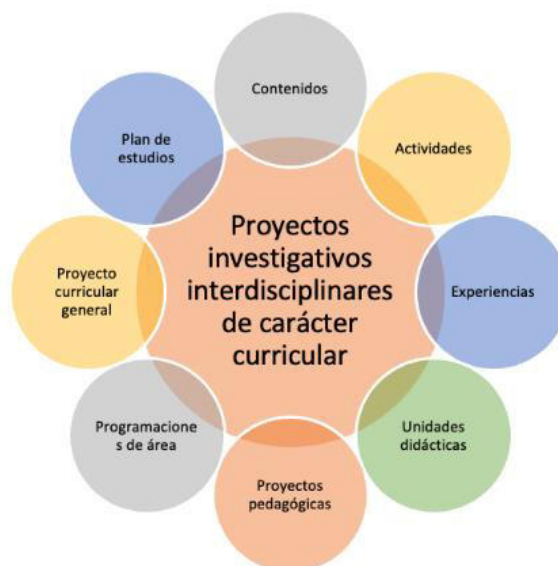 Contenidos
Plan de
estudios
Actividades
Proyectos
investigativos
interdisciplinares
de carácter
curricular
Proyecto
curricular
general
Experiencias
Programacione
s de área
Unidades
didácticas
Proyectos
pedagógicas